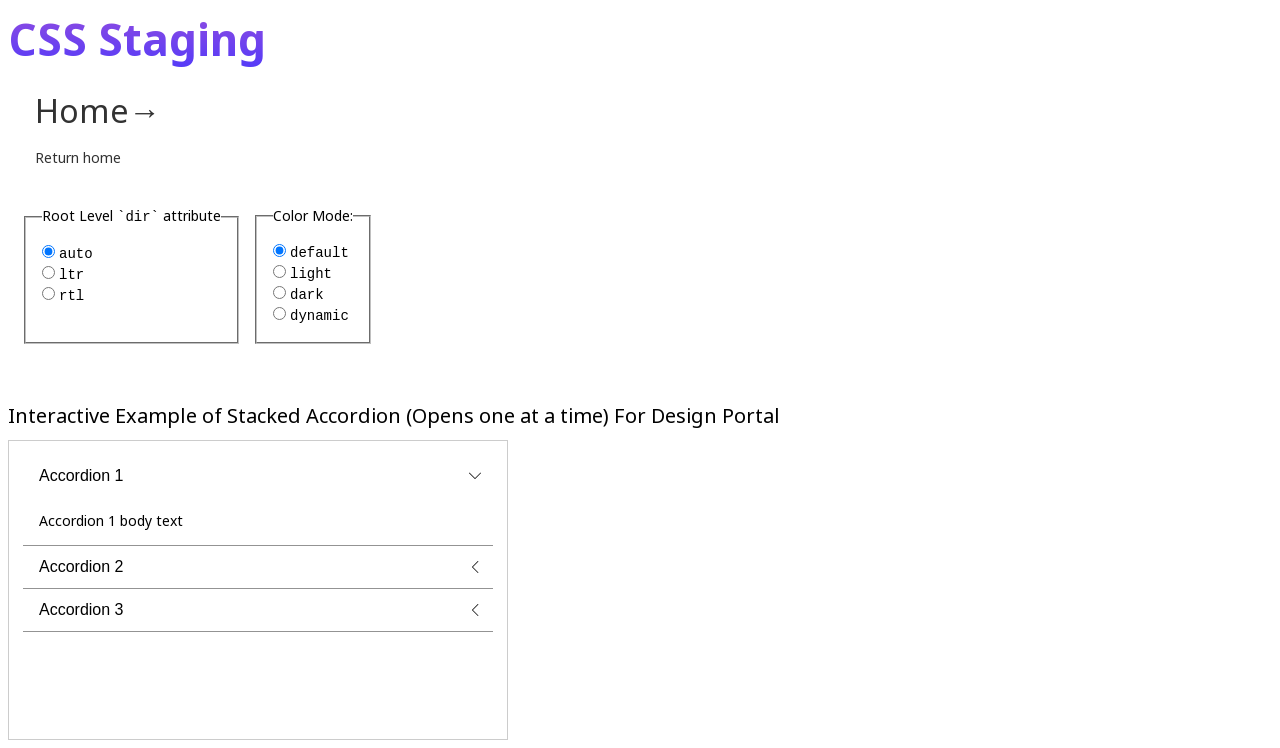 CSS Staging
Home→
Return home
Root Level `dir` attribute
auto
ltr
rtl
Color Mode:
default
light
dark
dynamic
Interactive Example of Stacked Accordion (Opens one at a time) For Design Portal
Accordion 1
Accordion 1 body text
Accordion 2
Accordion 3